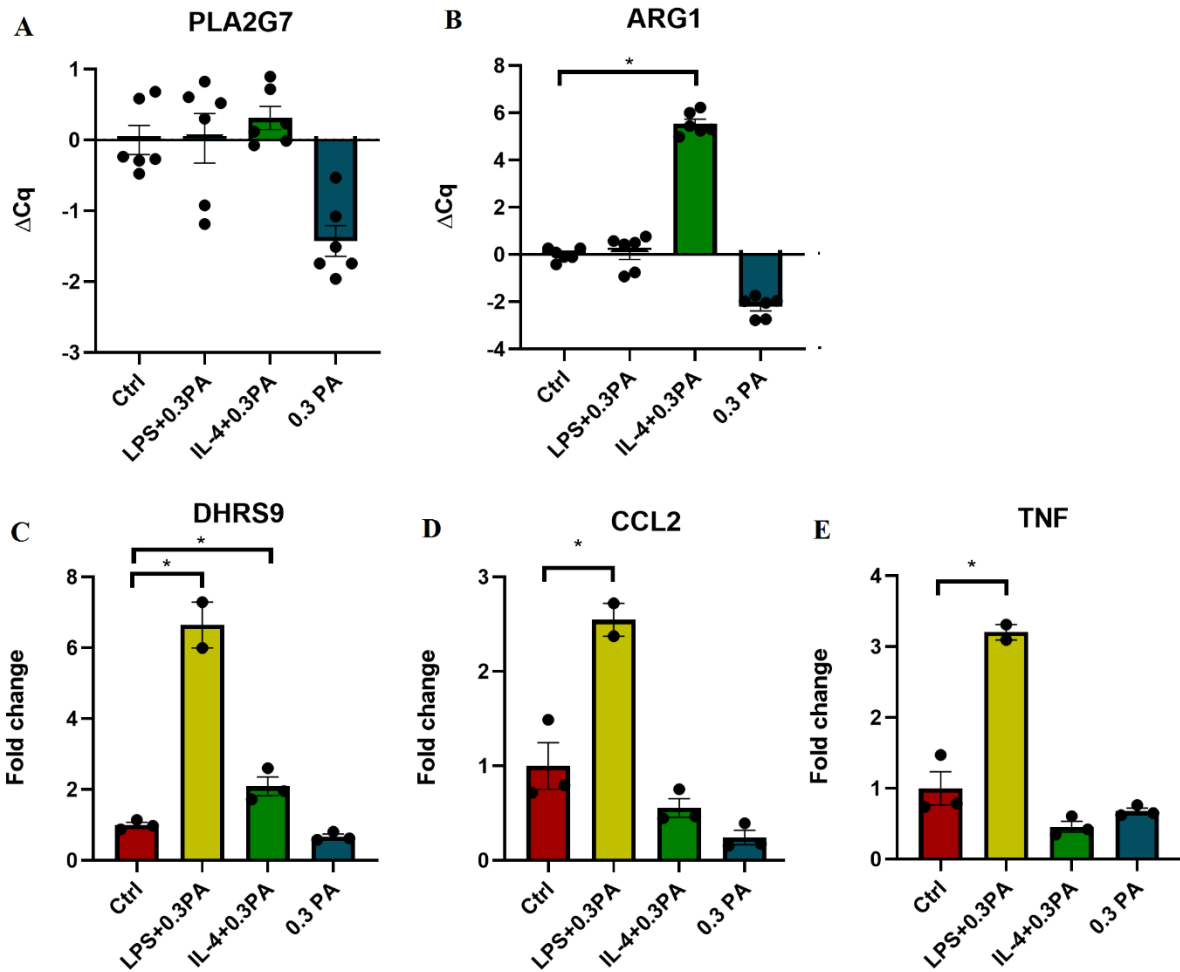 A
PLA2G7
ΔCq
1
0
-1
-2
-3
Ctrl
LPS+0.3PA
IL-4+0.3PA
0.3 PA
B
ARG1
ΔCq
8
6
4
2
0
-2
-4
*
Ctrl
LPS+0.3PA
IL-4+0.3PA
0.3 PA
C
DHRS9
Fold change
8
6
4
2
0
*
*
Ctrl
LPS+0.3PA
IL-4+0.3PA
0.3 PA
D
CCL2
Fold change
3
2
1
0
*
Ctrl
LPS+0.3PA
IL-4+0.3PA
0.3 PA
E
TNF
Fold change
4
3
2
1
0
*
Ctrl
LPS+0.3PA
IL-4+0.3PA
0.3 PA